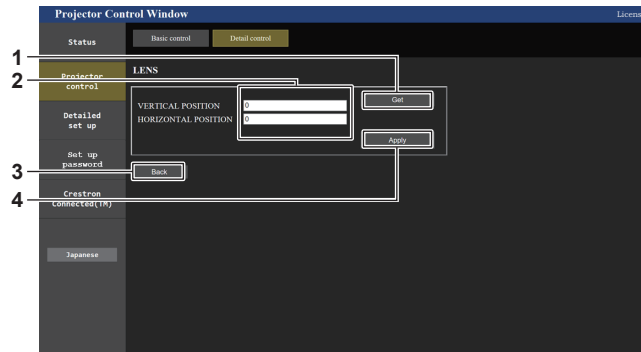 Projector Control Window
Licens
Status
Basic control
Detail control
1
2
LENS
Projector
control
VERTICAL POSITION
0
Get
HORIZONTAL POSITION
0
Detailed
set up
Apply
Set up
password
3
Back
4
Crestron
Connected(TM)
Japanese